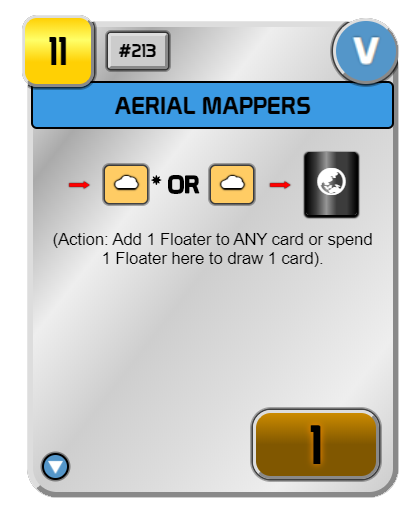 11
#213
V
AERIAL MAPPERS
* OR
(Action: Add 1 Floater to ANY card or spend
1 Floater here to draw 1 card).
1